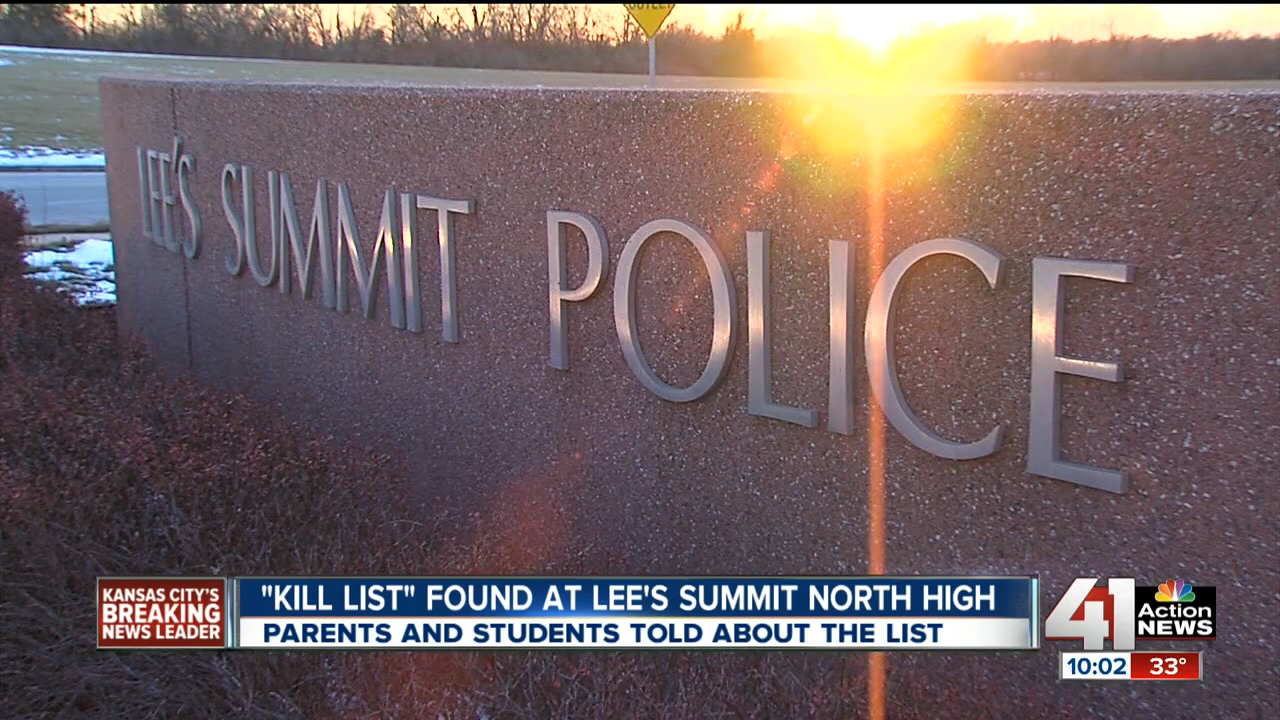 OUTLET
LEE'S SUMMIT POLICE
KANSAS CITY'S
BREAKING
NEWS LEADER
"KILL LIST" FOUND AT LEE'S SUMMIT NORTH HIGH
PARENTS AND STUDENTS TOLD ABOUT THE LIST
41
ACTION
NEWS
10:02 33°